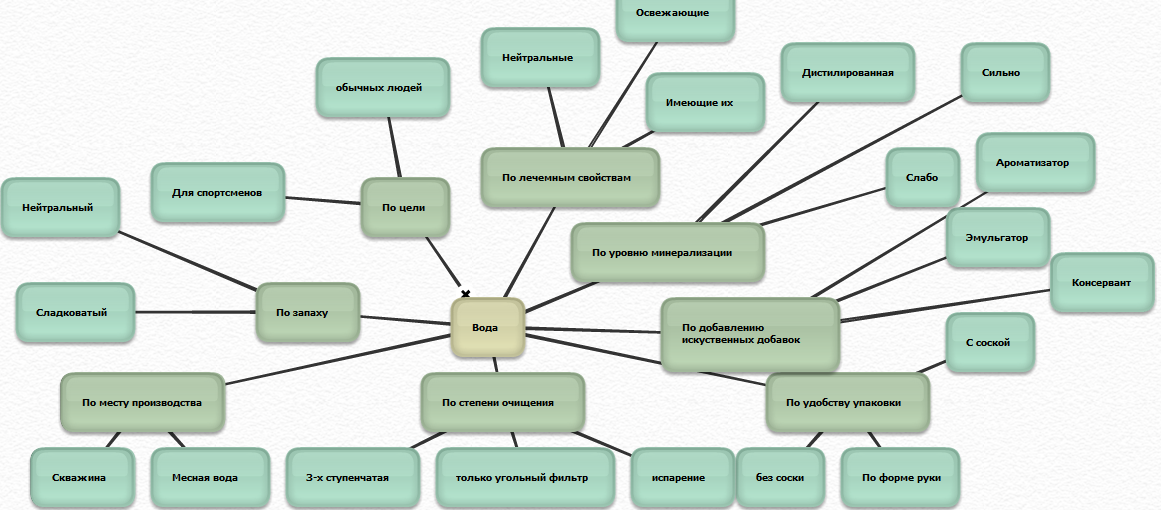 Освежающие
Нейтральные
Дистилированная
Сильно
обычных людей
Имеющие их
Ароматизатор
По лечемным свойствам
Слабо
Для спортсменов
Нейтральный
По цели
Эмульгатор
По уровню минерализации
Консервант
Сладковатый
По запаху
Вода
По добавлению
искуственных добавок
С соской
По месту производства
По степени очищения
По удобству упаковки
Скважина
Месная вода
3-х ступенчатая
только угольный фильтр
испарение
без соски
По форме руки